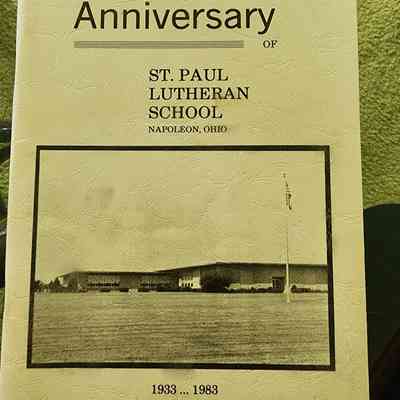 Anniversary
OF
ST. PAUL
LUTHERAN
SCHOOL
NAPOLEON, OHIO
1933 ... 1983